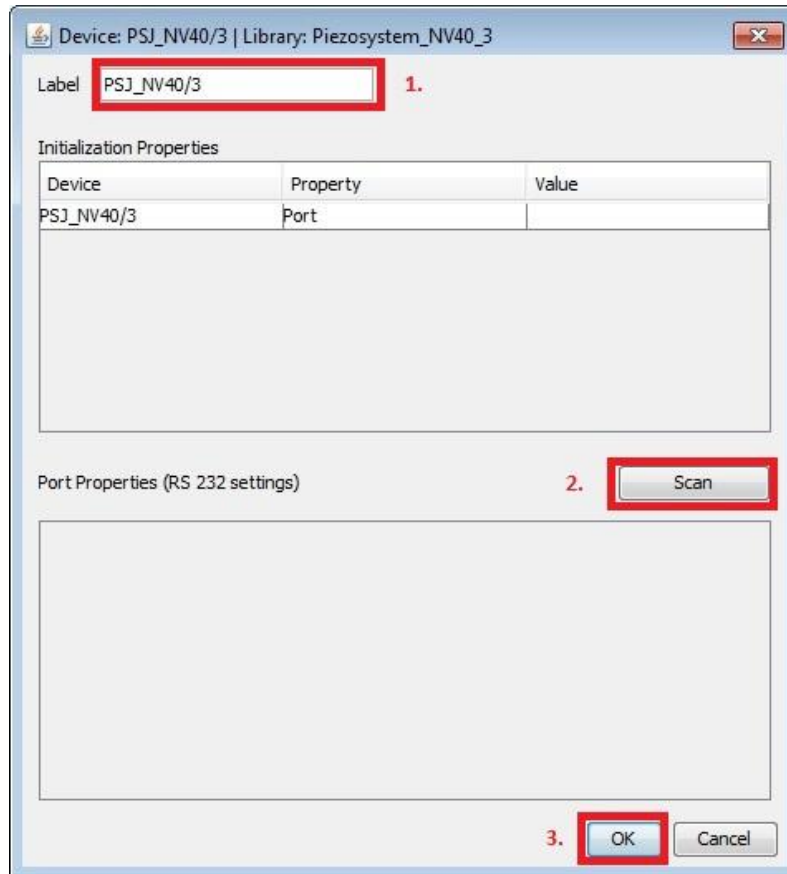 Device: PSJ_NV40/3 | Library: Piezosystem_NV40_3
Label PSJ_NV40/3 1.
Initialization Properties
Device Property Value
PSJ_NV40/3 Port
Port Properties (RS 232 settings) 2. Scan
3. OK Cancel